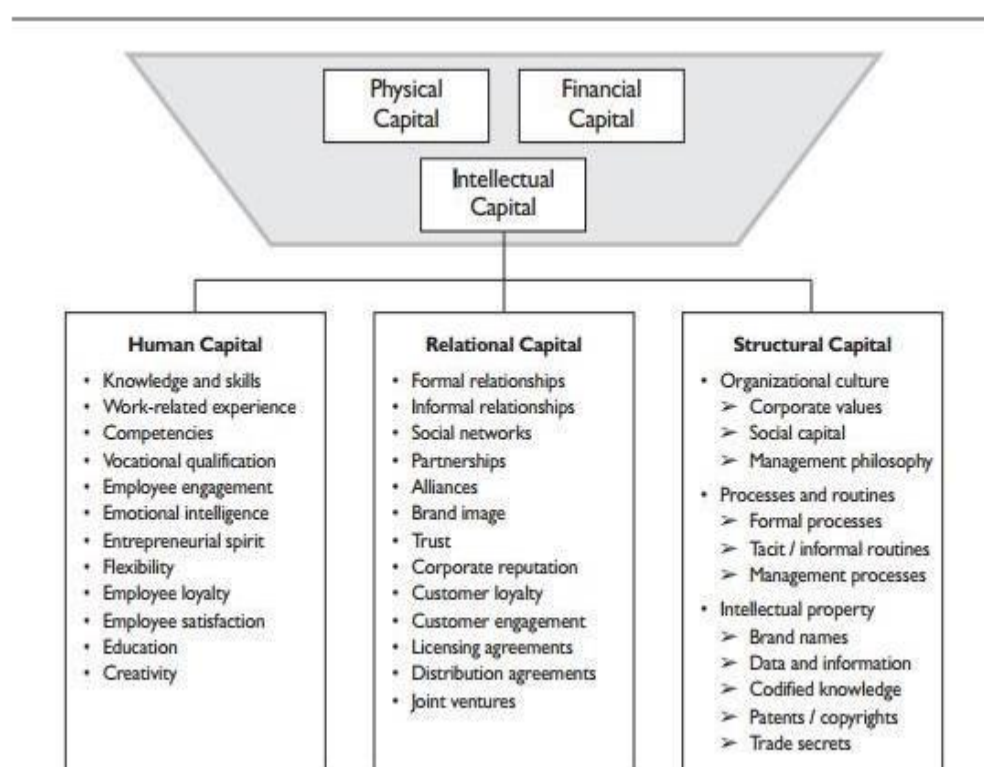 Physical
Capital
Financial
Capital
Intellectual
Capital
Human Capital
• Knowledge and skills
• Work-related experience
• Competencies
• Vocational qualification
• Employee engagement
• Emotional intelligence
• Entrepreneurial spirit
• Flexibility
• Employee loyalty
• Employee satisfaction
• Education
• Creativity
Relational Capital
• Formal relationships
• Informal relationships
• Social networks
• Partnerships
• Alliances
• Brand image
• Trust
• Corporate reputation
• Customer loyalty
• Customer engagement
• Licensing agreements
• Distribution agreements
• Joint ventures
Structural Capital
• Organizational culture
➢ Corporate values
➢ Social capital
➢ Management philosophy
• Processes and routines
➢ Formal processes
➢ Tacit / informal routines
➢ Management processes
• Intellectual property
➢ Brand names
➢ Data and information
➢ Codified knowledge
➢ Patents / copyrights
➢ Trade secrets